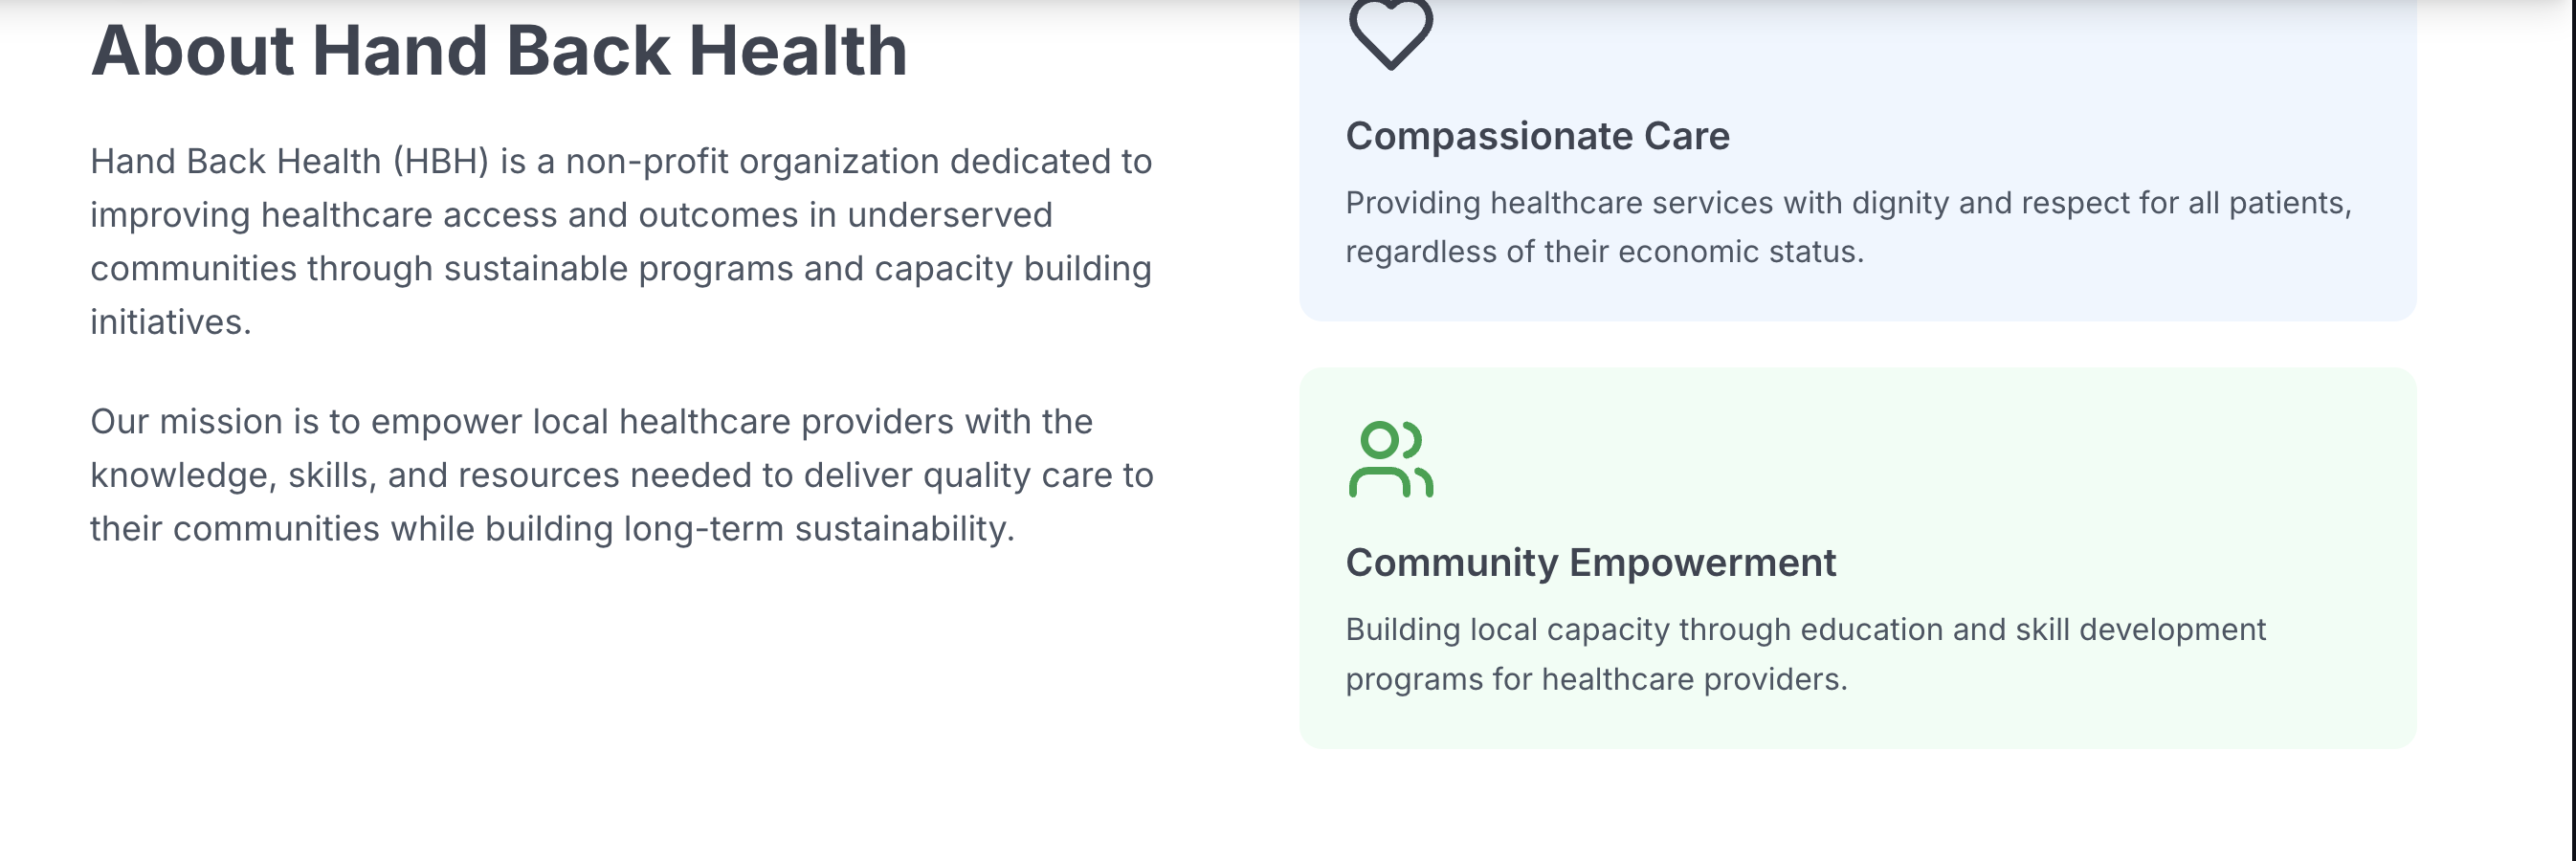 About Hand Back Health
Hand Back Health (HBH) is a non-profit organization dedicated to
improving healthcare access and outcomes in underserved
communities through sustainable programs and capacity building
initiatives.
Our mission is to empower local healthcare providers with the
knowledge, skills, and resources needed to deliver quality care to
their communities while building long-term sustainability.
Compassionate Care
Providing healthcare services with dignity and respect for all patients,
regardless of their economic status.
Community Empowerment
Building local capacity through education and skill development
programs for healthcare providers.